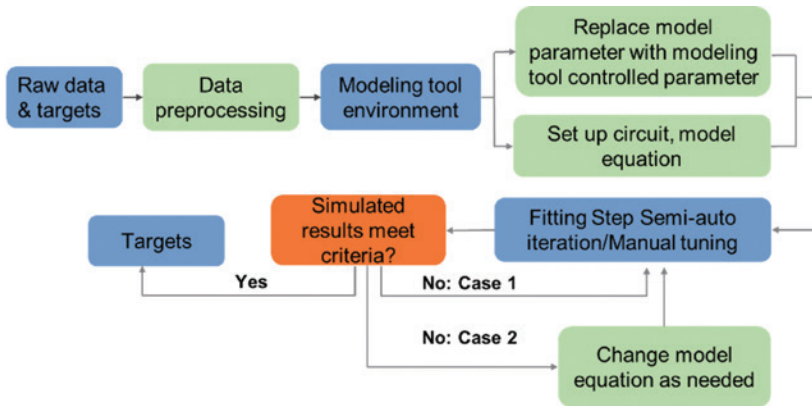 Raw data
& targets
Data
preprocessing
Modeling tool
environment
Replace model
parameter with modeling
tool controlled parameter
Set up circuit, model
equation
Fitting Step Semi-auto
iteration/Manual tuning
Simulated
results meet
criteria?
Targets
Yes
No: Case 1
No: Case 2
Change model
equation as needed